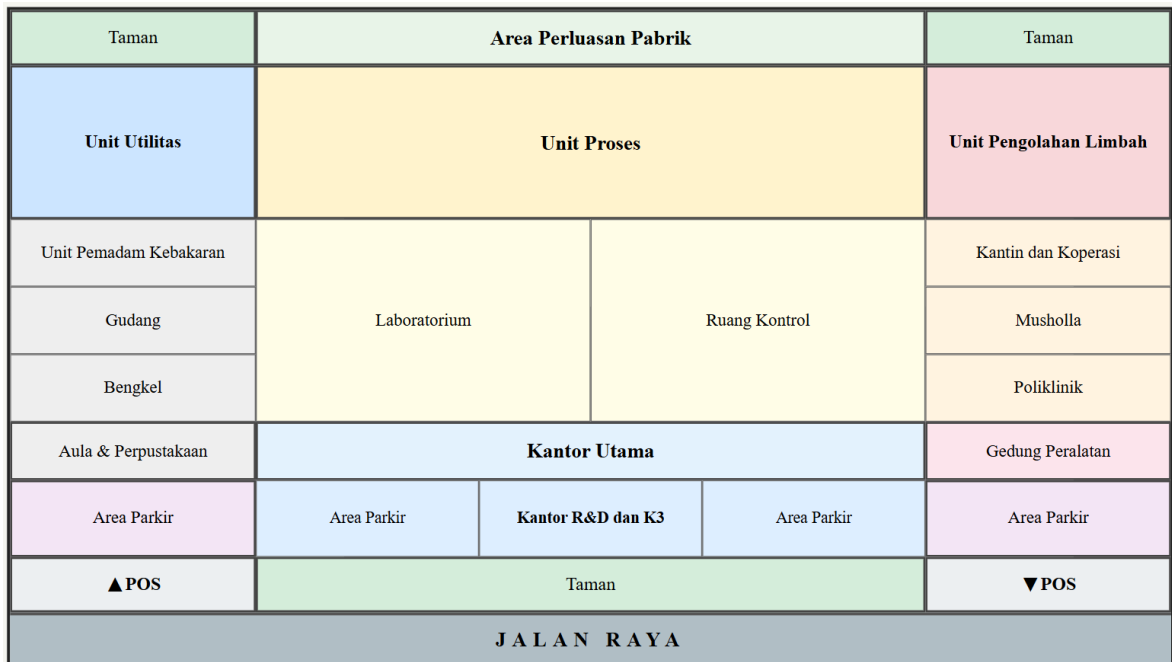 Taman
Area Perluasan Pabrik
Taman
Unit Utilitas
Unit Proses
Unit Pengolahan Limbah
Unit Pemadam Kebakaran
Gudang
Bengkel
Laboratorium
Ruang Kontrol
Kantin dan Koperasi
Musholla
Poliklinik
Aula & Perpustakaan
Kantor Utama
Gedung Peralatan
Area Parkir
Area Parkir
Kantor R&D dan K3
Area Parkir
Area Parkir
▲ POS
Taman
▼ POS
JALAN RAYA